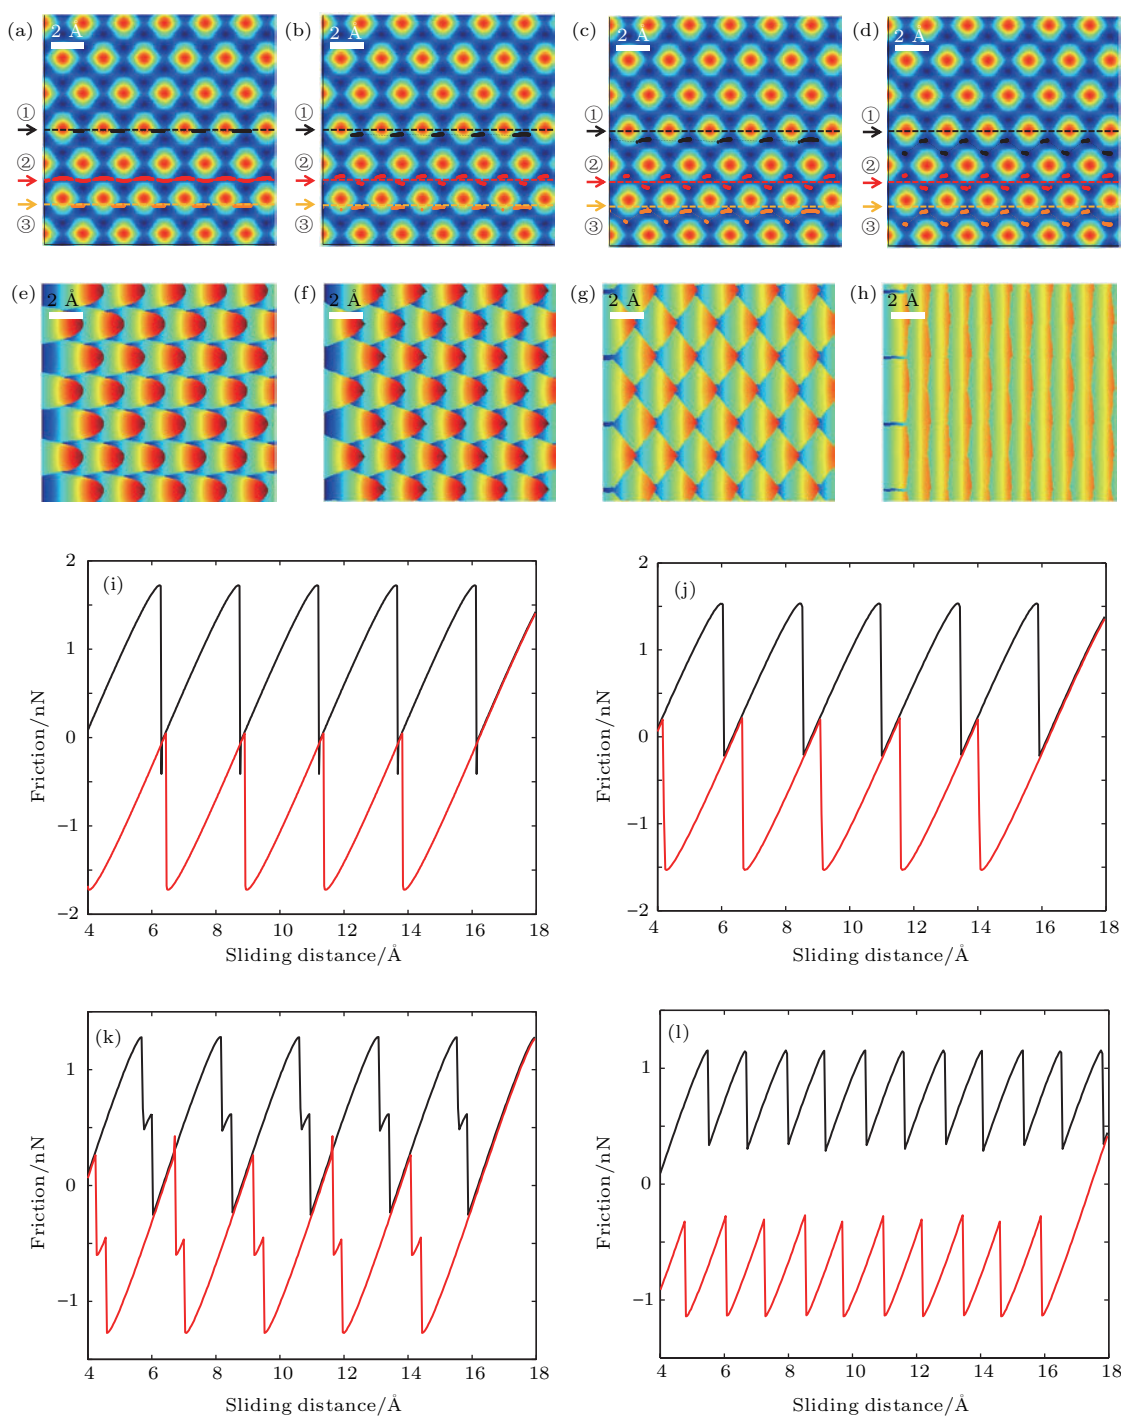 (a) 2 Å (b) 2 Å (c) 2 Å (d) 2 Å
① ① ① ①
② ② ② ②
③ ③ ③ ③
(e) 2 Å (f) 2 Å (g) 2 Å (h) 2 Å
(i)
2
1
0
−1
−2
Friction/nN
4 6 8 10 12 14 16 18
Sliding distance/Å
(j)
2
1
0
−1
−2
Friction/nN
4 6 8 10 12 14 16 18
Sliding distance/Å
(k)
1
0
−1
Friction/nN
4 6 8 10 12 14 16 18
Sliding distance/Å
(l)
1
0
−1
Friction/nN
4 6 8 10 12 14 16 18
Sliding distance/Å